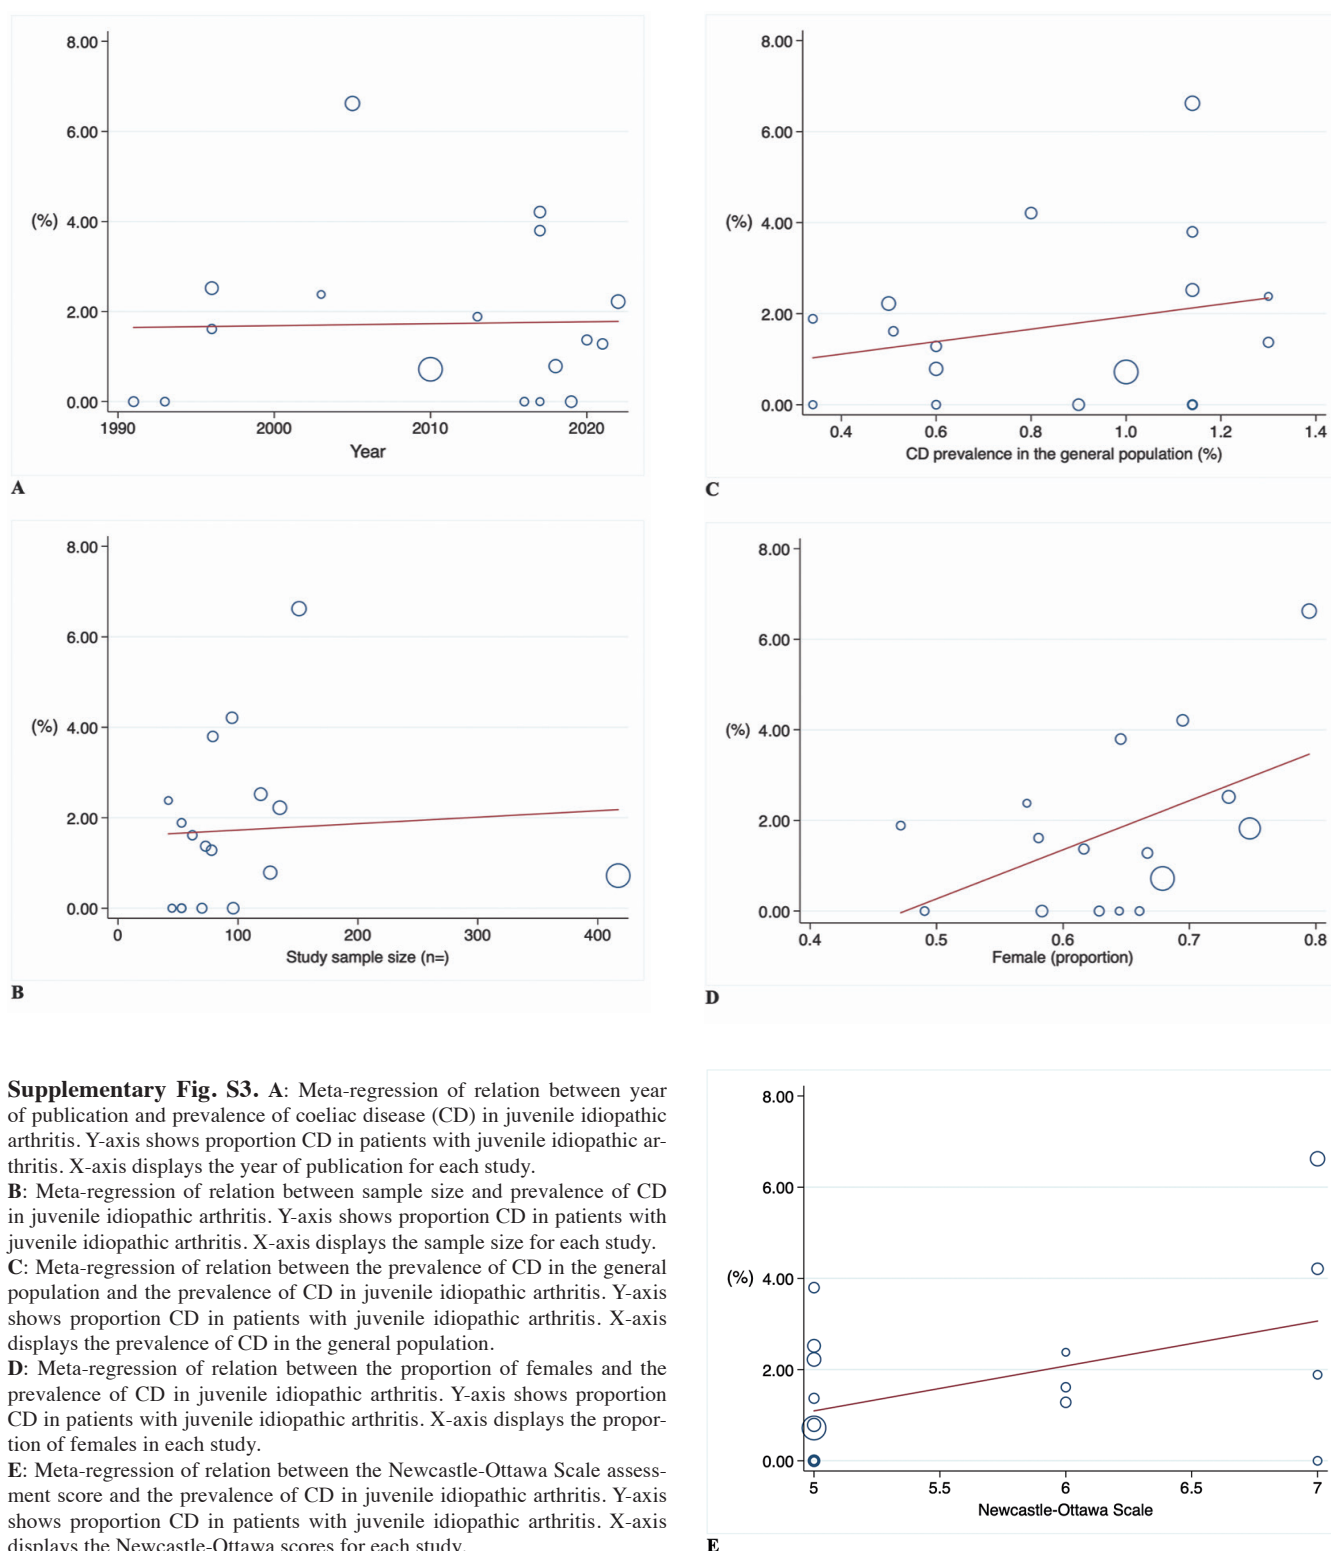 8.00
6.00
(%) 4.00
2.00
0.00
1990 2000 2010 2020
Year
A
8.00
6.00
(%) 4.00
2.00
0.00
0 100 200 300 400
Study sample size (n=)
B
8.00
6.00
(%) 4.00
2.00
0.00
0.4 0.6 0.8 1.0 1.2 1.4
CD prevalence in the general population (%)
C
8.00
6.00
(%) 4.00
2.00
0.00
0.4 0.5 0.6 0.7 0.8
Female (proportion)
D
Supplementary Fig. S3. A: Meta-regression of relation between year
of publication and prevalence of coeliac disease (CD) in juvenile idiopathic
arthritis. Y-axis shows proportion CD in patients with juvenile idiopathic ar-
thritis. X-axis displays the year of publication for each study.
B: Meta-regression of relation between sample size and prevalence of CD
in juvenile idiopathic arthritis. Y-axis shows proportion CD in patients with
juvenile idiopathic arthritis. X-axis displays the sample size for each study.
C: Meta-regression of relation between the prevalence of CD in the general
population and the prevalence of CD in juvenile idiopathic arthritis. Y-axis
shows proportion CD in patients with juvenile idiopathic arthritis. X-axis
displays the prevalence of CD in the general population.
D: Meta-regression of relation between the proportion of females and the
prevalence of CD in juvenile idiopathic arthritis. Y-axis shows proportion
CD in patients with juvenile idiopathic arthritis. X-axis displays the propor-
tion of females in each study.
E: Meta-regression of relation between the Newcastle-Ottawa Scale assess-
ment score and the prevalence of CD in juvenile idiopathic arthritis. Y-axis
shows proportion CD in patients with juvenile idiopathic arthritis. X-axis
displays the Newcastle-Ottawa scores for each study.
8.00
6.00
(%) 4.00
2.00
0.00
5 5.5 6 6.5 7
Newcastle-Ottawa Scale
E